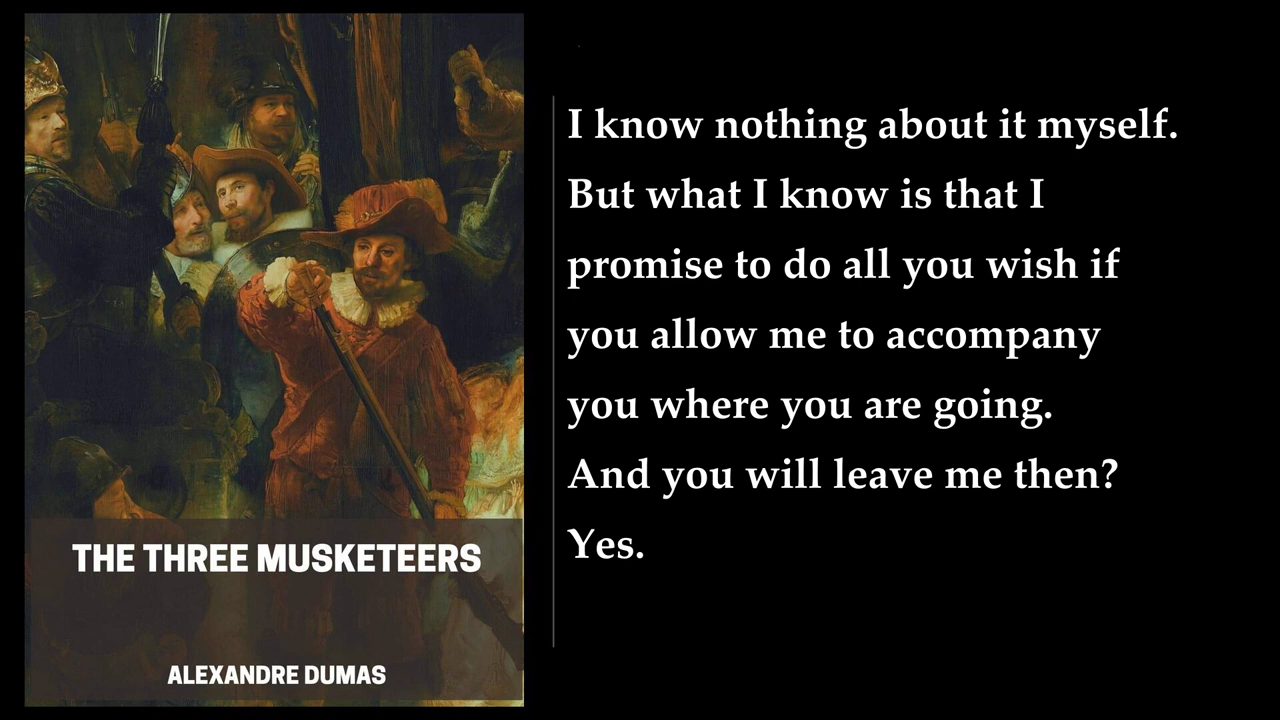 THE THREE MUSKETEERS
ALEXANDRE DUMAS
I know nothing about it myself.
But what I know is that I
promise to do all you wish if
you allow me to accompany
you where you are going.
And you will leave me then?
Yes.